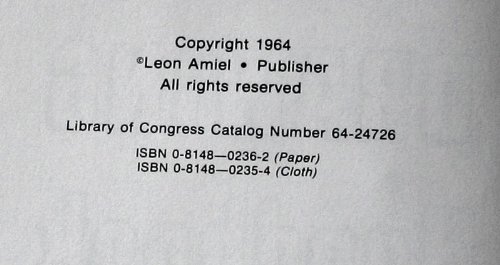 Copyright 1964
©Leon Amiel • Publisher
All rights reserved
Library of Congress Catalog Number 64-24726
ISBN 0-8148—0236-2 (Paper)
ISBN 0-8148—0235-4 (Cloth)